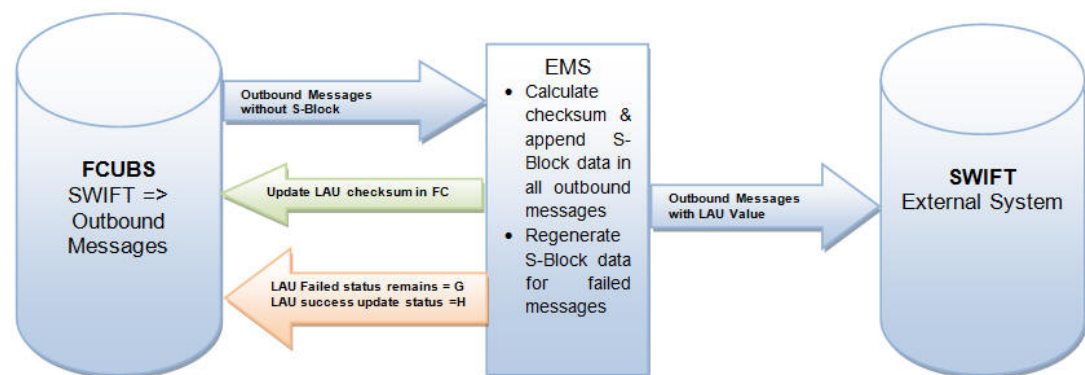 FCUBS
SWIFT =>
Outbound
Messages
Outbound Messages
without S-Block
Update LAU checksum in FC
LAU Failed status remains = G
LAU success update status =H
EMS
• Calculate
checksum &
append S-
Block data in
all outbound
messages
• Regenerate
S-Block data
for failed
messages
Outbound Messages
with LAU Value
SWIFT
External System